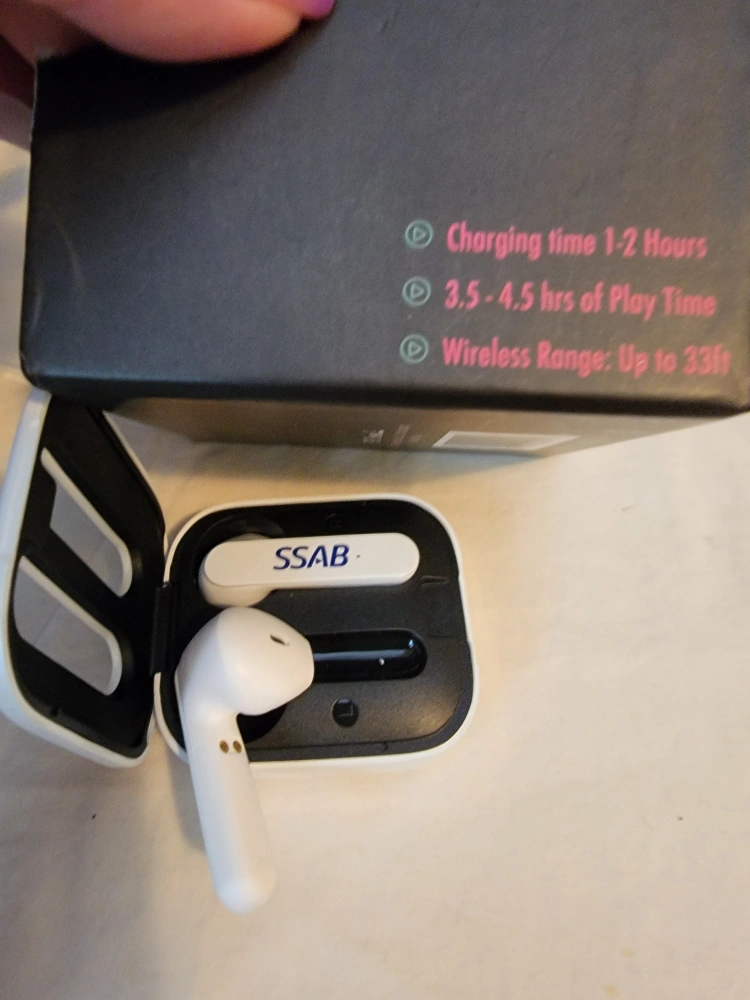 Charging time 1-2 Hours
3.5 - 4.5 hrs of Play Time
Wireless Range: Up to 33ft
SSAB
L